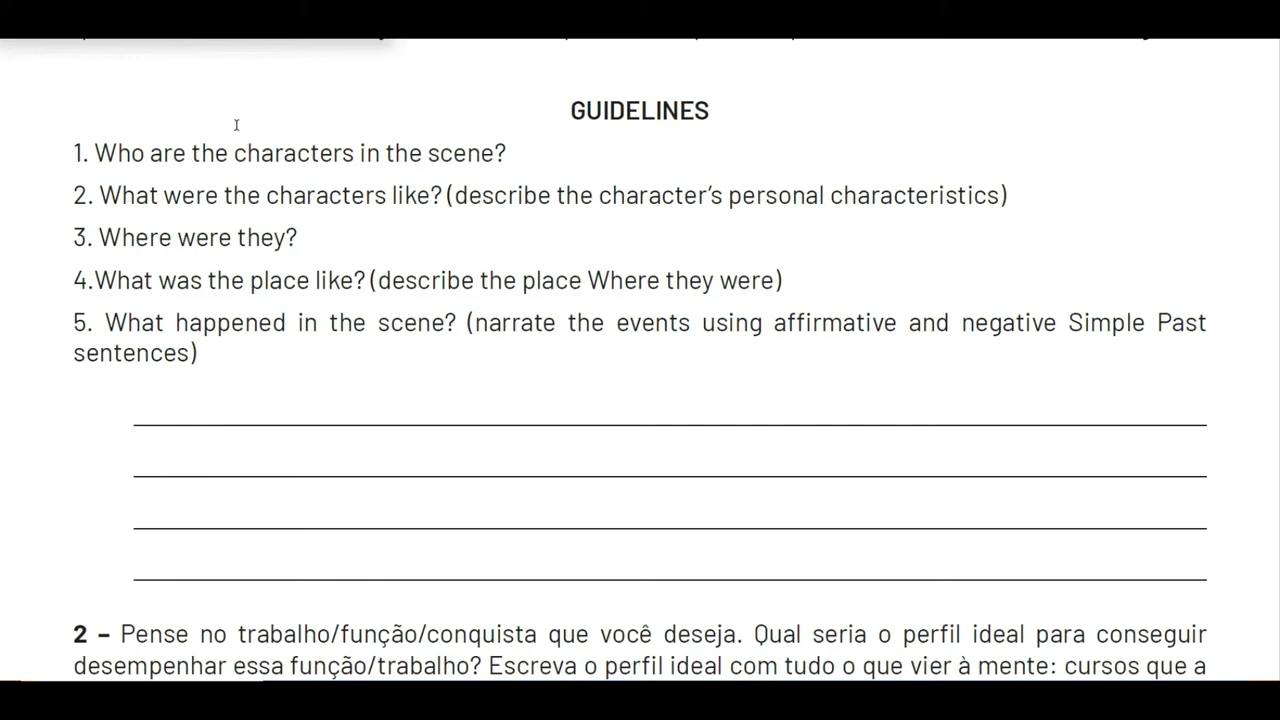 GUIDELINES
1. Who are the characters in the scene?
2. What were the characters like? (describe the character's personal characteristics)
3. Where were they?
4.What was the place like? (describe the place Where they were)
5. What happened in the scene? (narrate the events using affirmative and negative Simple Past
sentences)
2 – Pense no trabalho/função/conquista que você deseja. Qual seria o perfil ideal para conseguir
desempenhar essa função/trabalho? Escreva o perfil ideal com tudo o que vier à mente: cursos que a